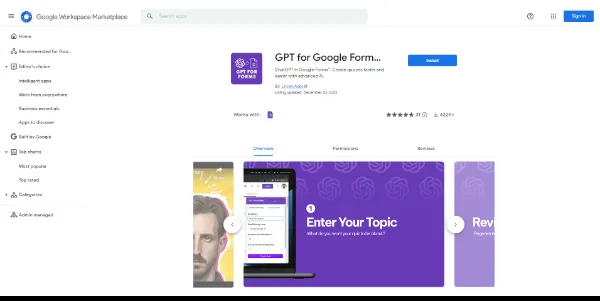 Google Workspace Marketplace
Search apps
Sign in
Home
Recommended for Goo...
Editor's choice
Intelligent apps
Work from everywhere
Business essentials
Apps to discover
Built by Google
Top charts
Most popular
Top rated
Categories
Admin managed
GPT FOR
FORMS
GPT for Google Form...
ChatGPT in Google Forms™. Create quizzes faster and
easier with advanced AI.
By:
Listing updated: December 20, 2023
Install
Works with:
31
422K+
Overview
Permissions
Reviews
1
Enter Your Topic
What do you want your quiz to be about?
Revi